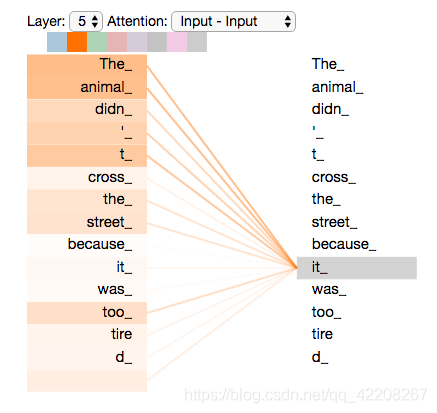 Layer: 5 Attention: Input - Input
The_ The_
animal_ animal_
didn_ didn_
'_ '_
t_ t_
cross_ cross_
the_ the_
street_ street_
because_ because_
it_ it_
was_ was_
too_ too_
tire tire
d_ d_
https://blog.csdn.net/qq_42208267